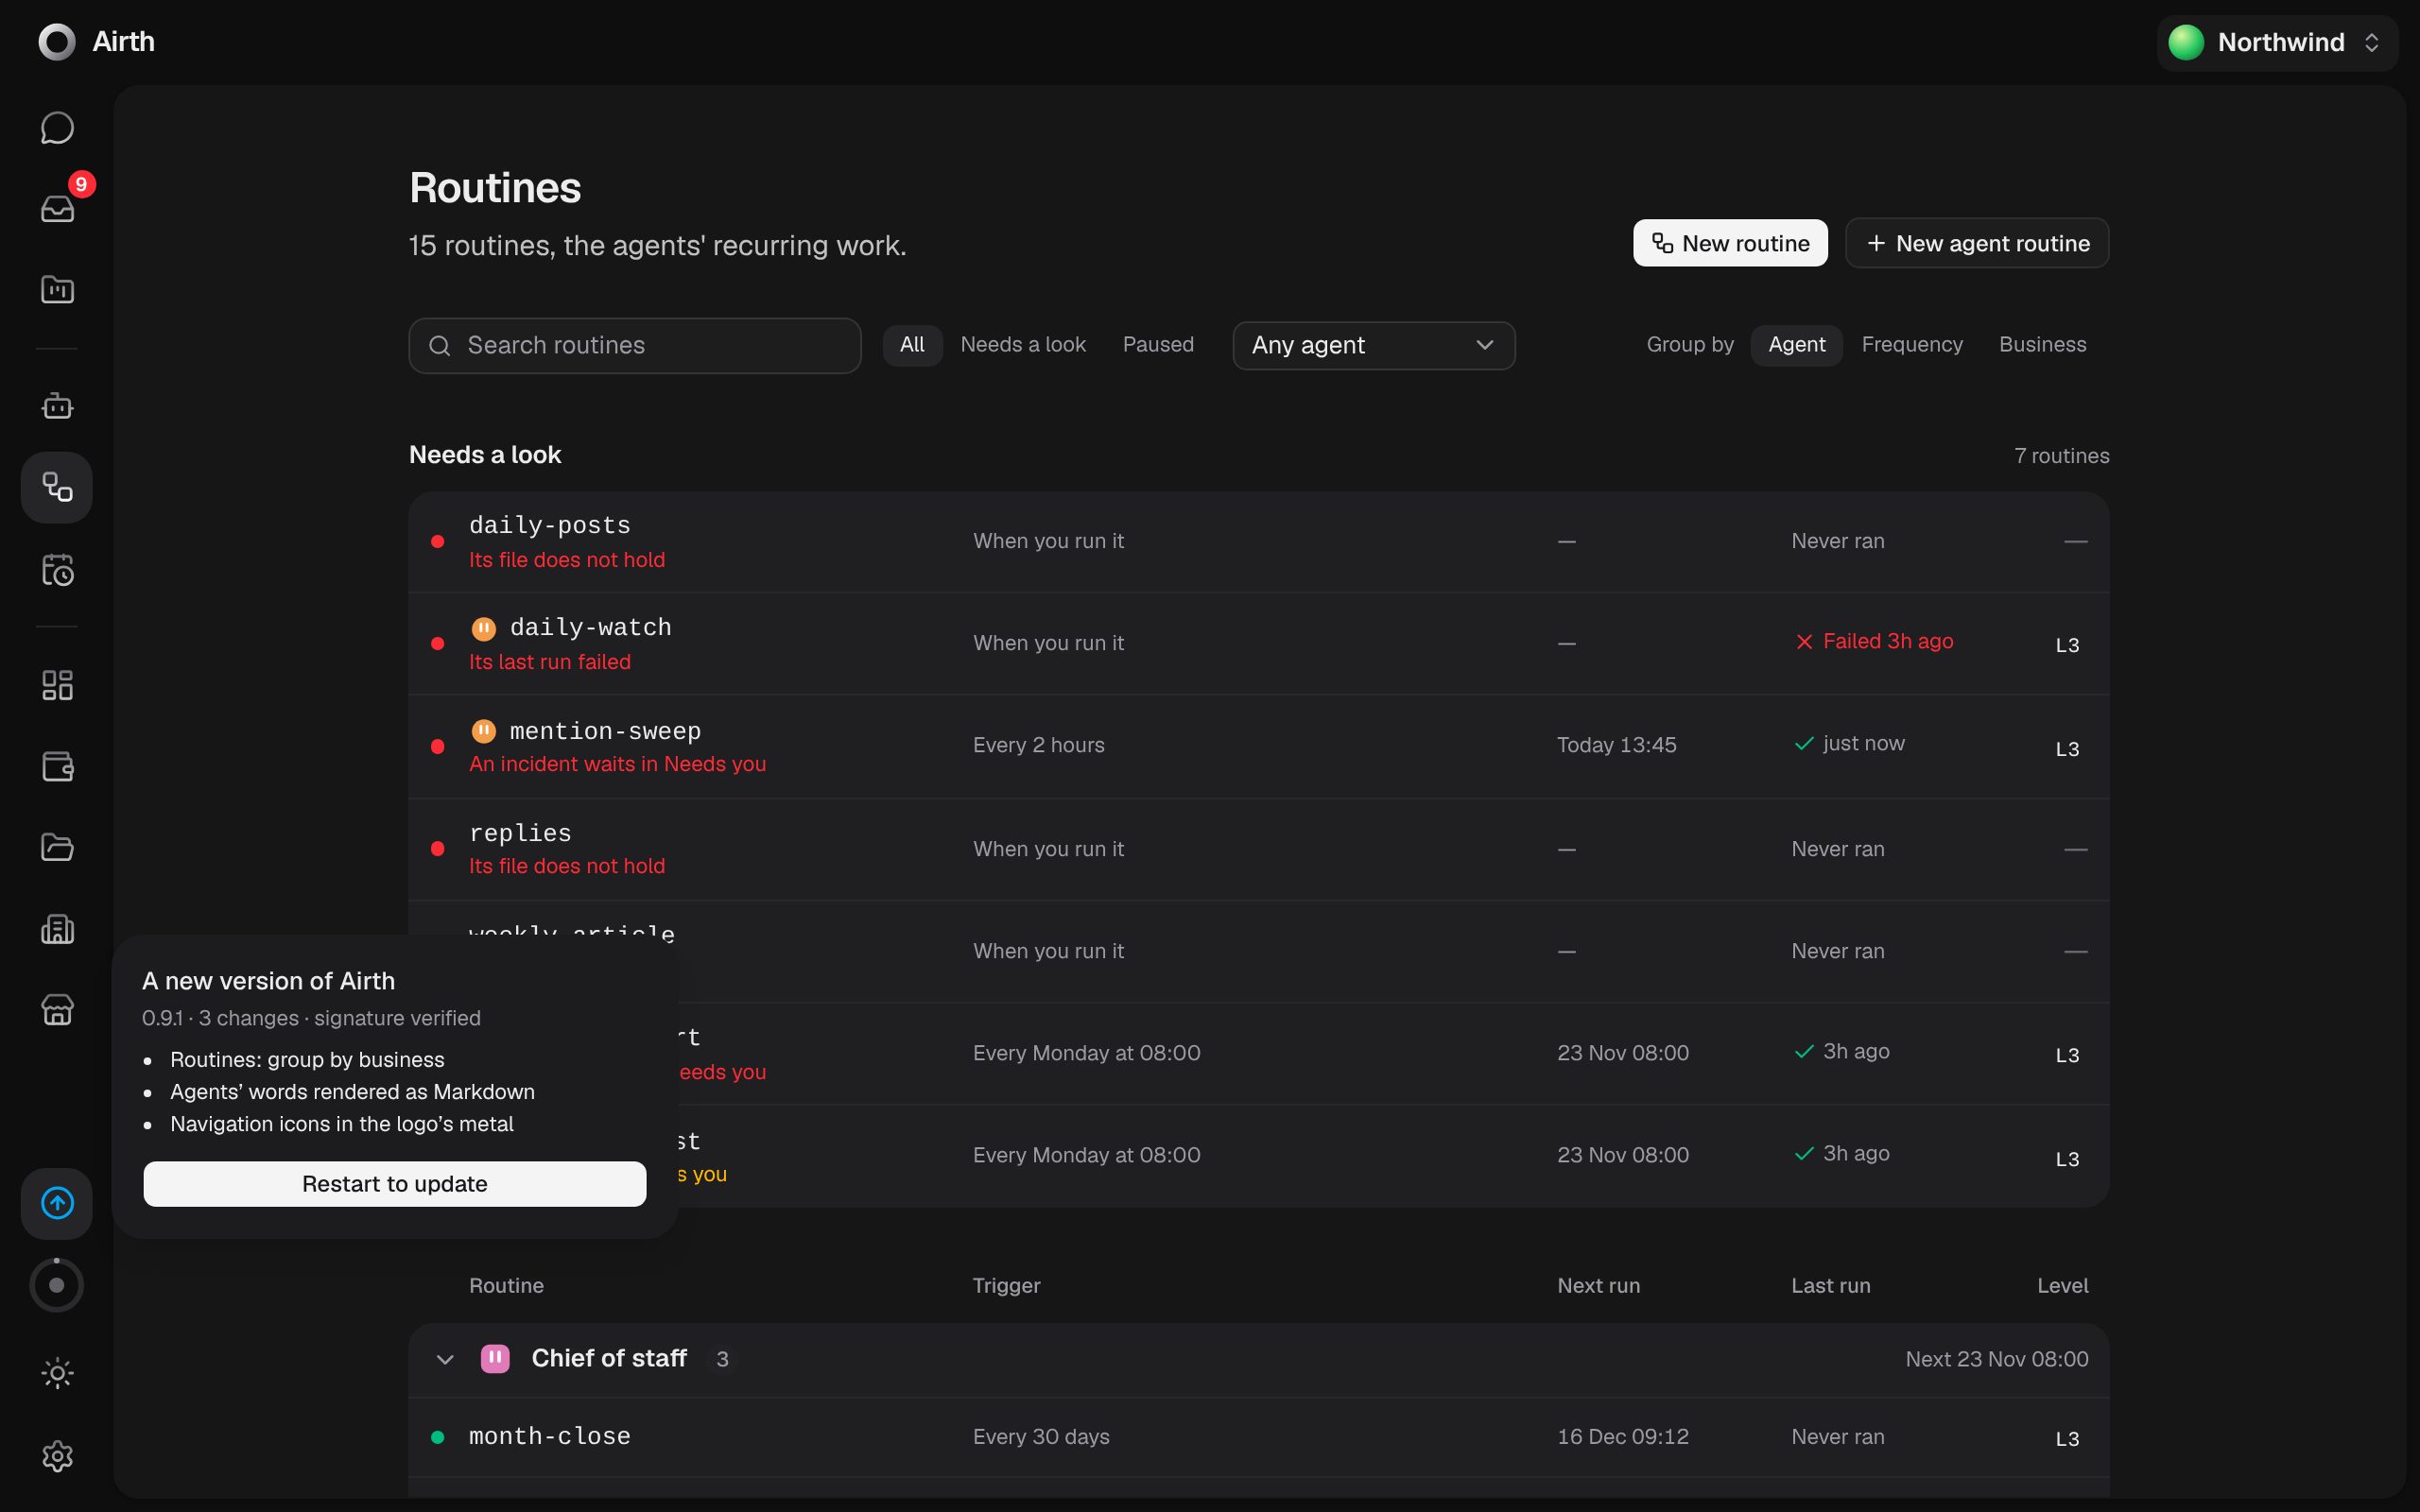 Airth
Northwind
9
Routines
15 routines, the agents' recurring work.
New routine
New agent routine
Search routines
All
Needs a look
Paused
Any agent
Group by
Agent
Frequency
Business
Needs a look
7 routines
daily-posts
Its file does not hold
When you run it
—
Never ran
—
daily-watch
Its last run failed
When you run it
—
Failed 3h ago
L3
mention-sweep
An incident waits in Needs you
Every 2 hours
Today 13:45
just now
L3
replies
Its file does not hold
When you run it
—
Never ran
—
weekly-article
When you run it
—
Never ran
—
rt
eeds you
Every Monday at 08:00
23 Nov 08:00
3h ago
L3
st
s you
Every Monday at 08:00
23 Nov 08:00
3h ago
L3
A new version of Airth
0.9.1 · 3 changes · signature verified
• Routines: group by business
• Agents’ words rendered as Markdown
• Navigation icons in the logo’s metal
Restart to update
Routine
Trigger
Next run
Last run
Level
Chief of staff
3
Next 23 Nov 08:00
month-close
Every 30 days
16 Dec 09:12
Never ran
L3